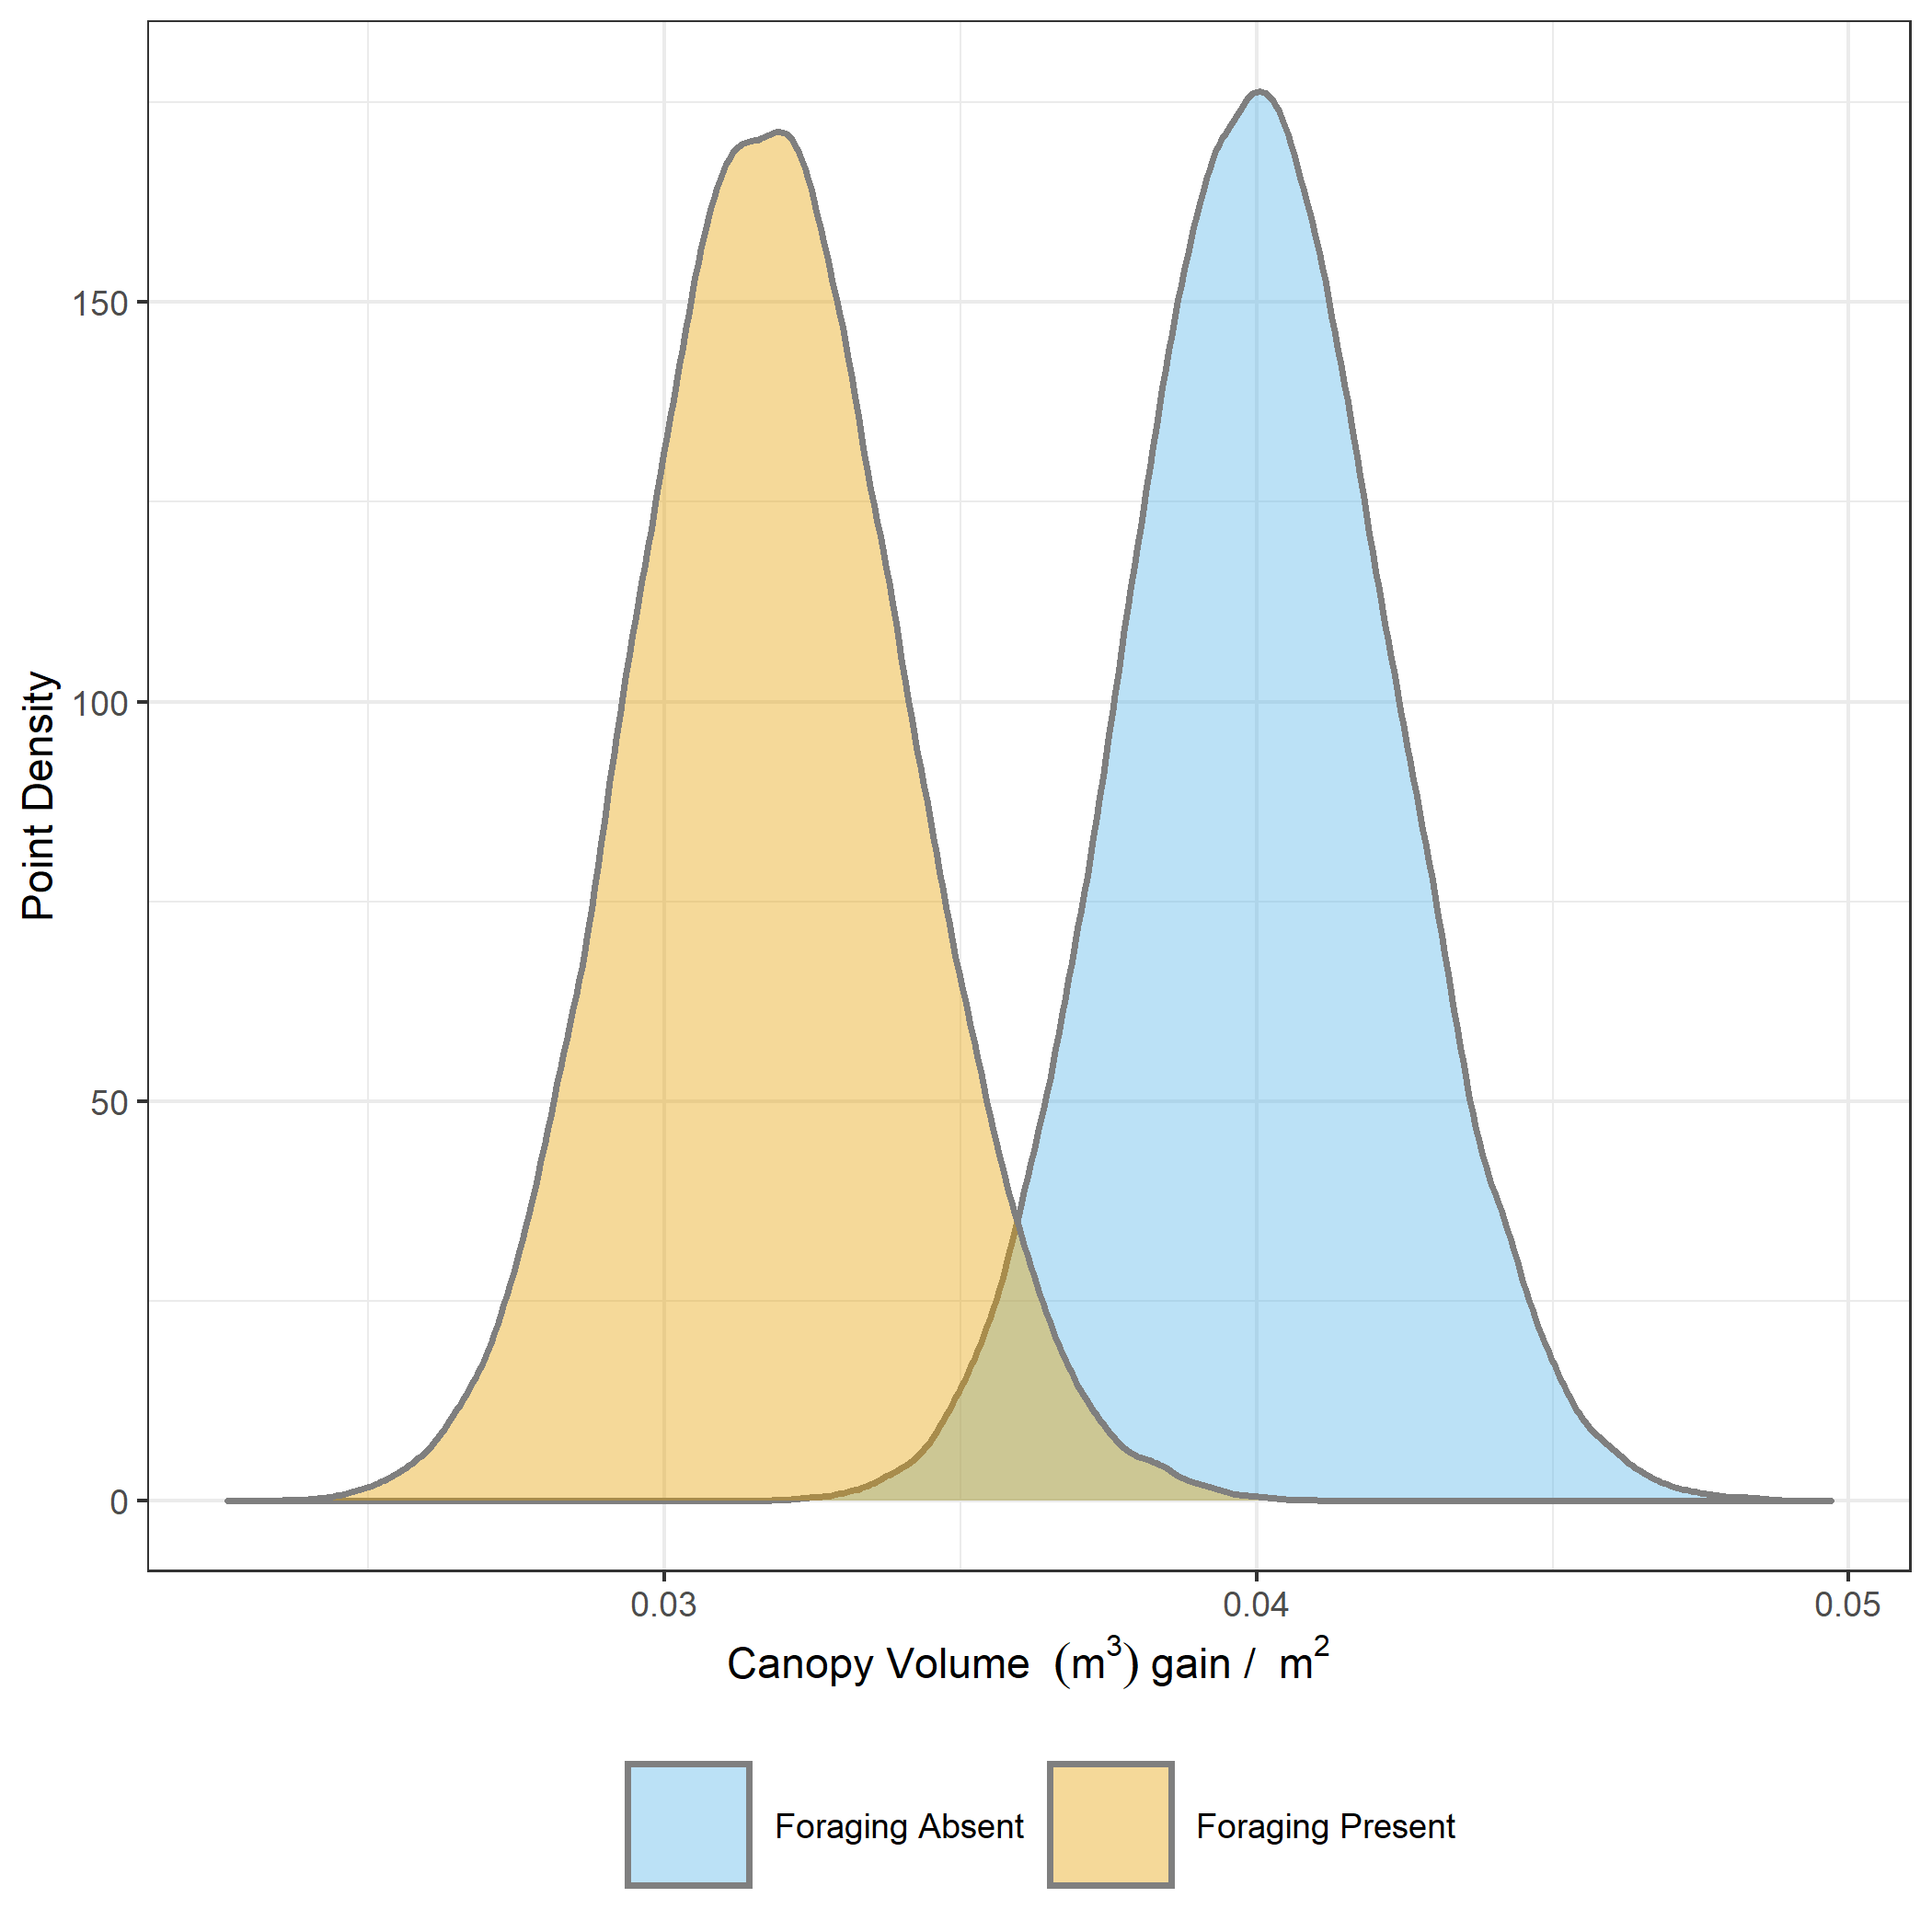 150
100
50
0
Point Density
0.03 0.04 0.05
Canopy Volume (m³) gain / m²
Foraging Absent Foraging Present